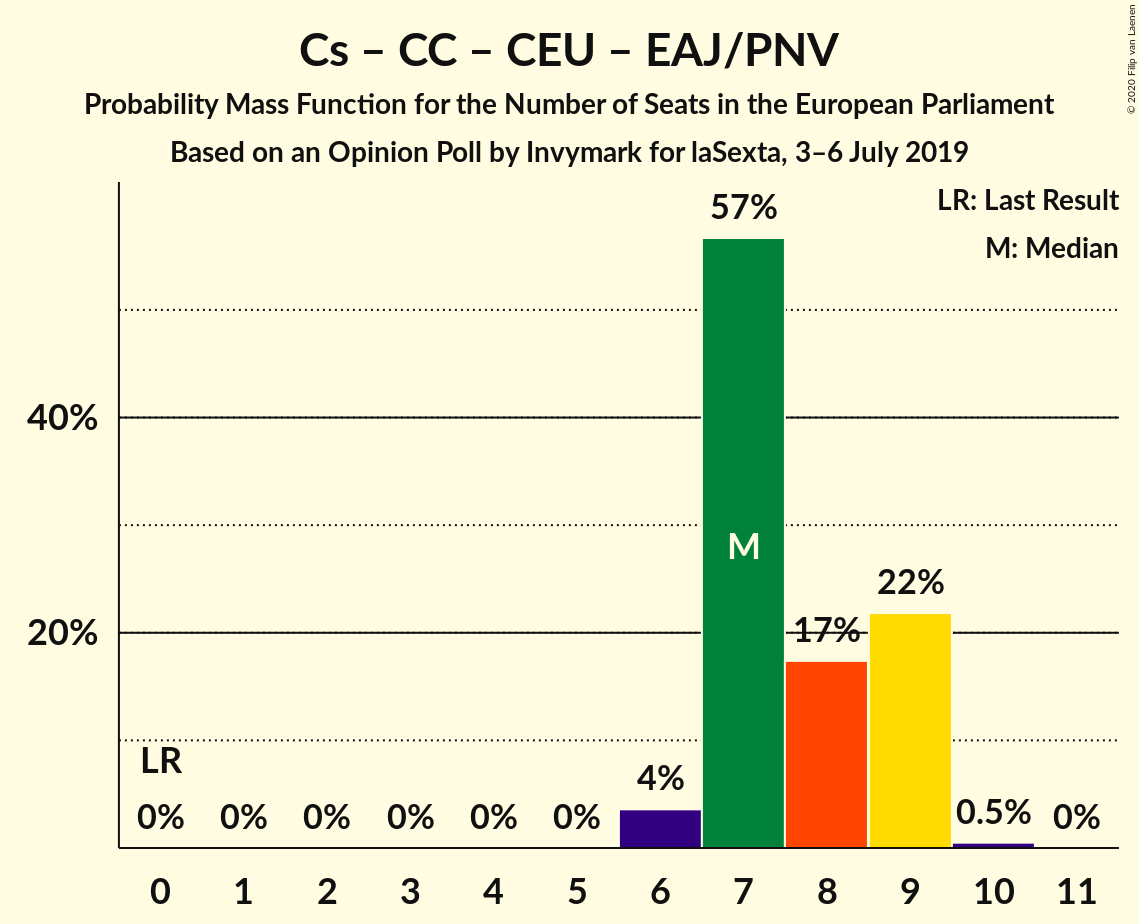 Cs – CC – CEU – EAJ/PNV
Probability Mass Function for the Number of Seats in the European Parliament
Based on an Opinion Poll by Invymark for laSexta, 3–6 July 2019
© 2020 Filip van Laenen
LR: Last Result
M: Median
57%
40%
M
22%
20%
17%
LR
4%
0% 0% 0% 0% 0% 0% 0.5% 0%
0 1 2 3 4 5 6 7 8 9 10 11